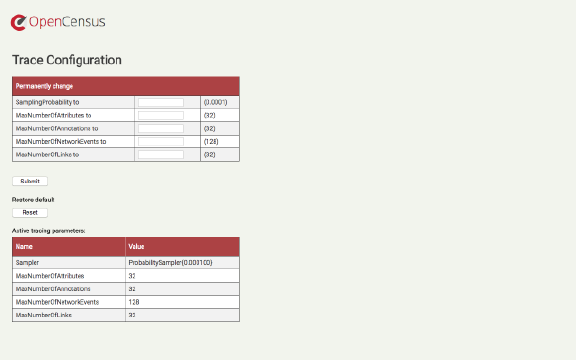 OpenCensus
Trace Configuration
Permanently change
SamplingProbability to (0.0001)
MaxNumberOfAttributes to (32)
MaxNumberOfAnnotations to (32)
MaxNumberOfNetworkEvents to (128)
MaxNumberOfLinks to (32)
Submit
Restore default
Reset
Active tracing parameters:
Name Value
Sampler ProbabilitySampler{0.000100}
MaxNumberOfAttributes 32
MaxNumberOfAnnotations 32
MaxNumberOfNetworkEvents 128
MaxNumberOfLinks 32